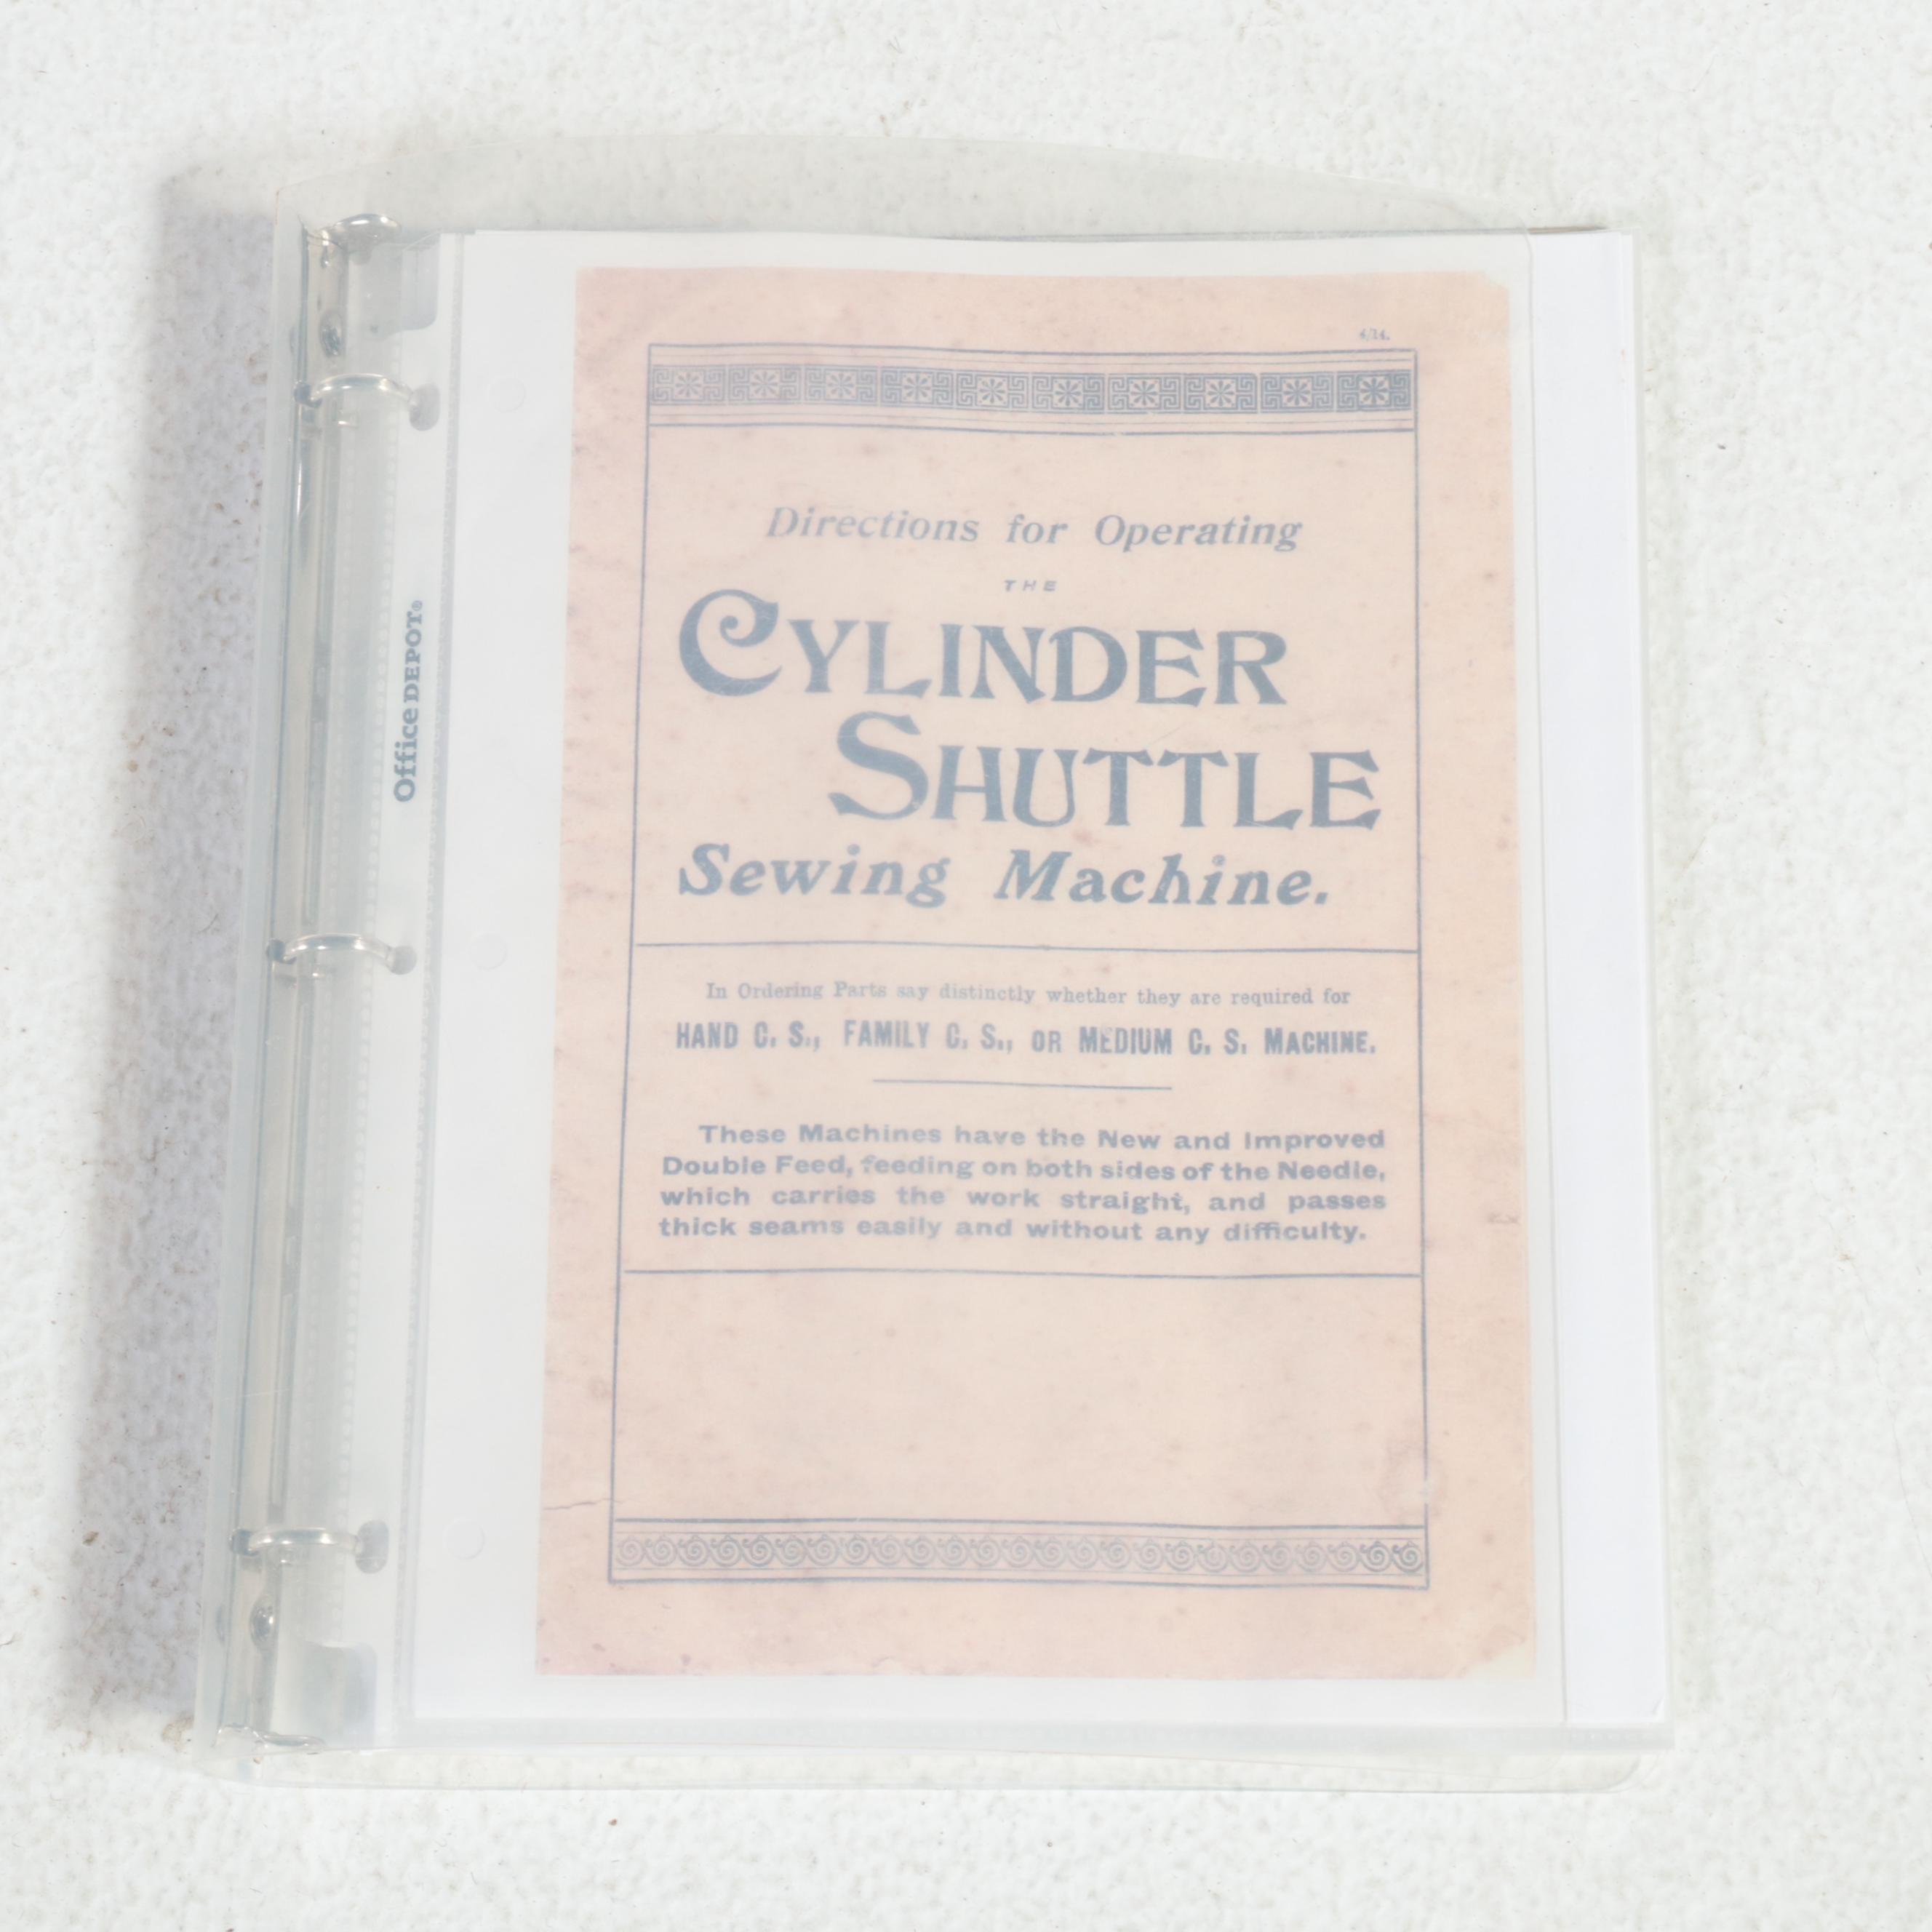 4/14.
Directions for Operating
THE
CYLINDER
SHUTTLE
Sewing Machine.
In Ordering Parts say distinctly whether they are required for
HAND C. S., FAMILY C. S., OR MEDIUM C. S. MACHINE.
These Machines have the New and Improved
Double Feed, feeding on both sides of the Needle,
which carries the work straight, and passes
thick seams easily and without any difficulty.
Office DEPOT®